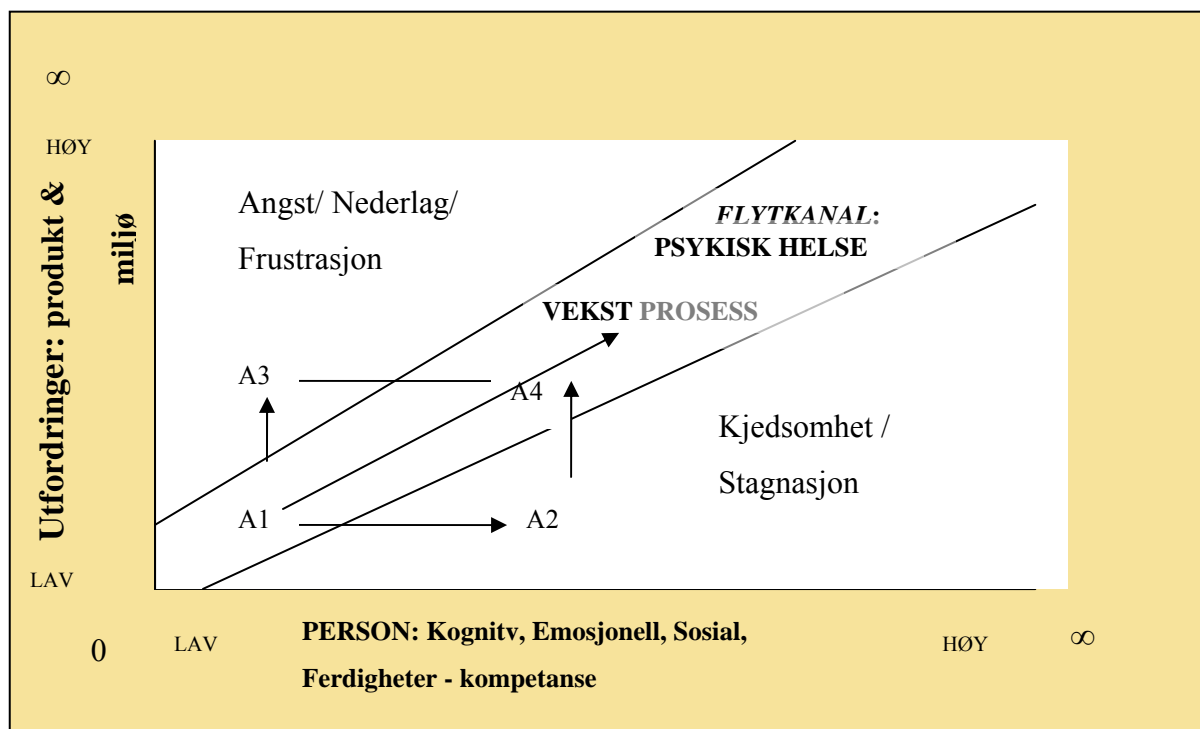 ∞
HØY
Utfordringer: produkt &
miljø
Angst/ Nederlag/
Frustrasjon
FLYTKANAL:
PSYKISK HELSE
VEKST PROSESS
A3
A4
Kjedsomhet /
Stagnasjon
A1
A2
LAV
0
LAV
PERSON: Kognitv, Emosjonell, Sosial,
Ferdigheter - kompetanse
HØY
∞